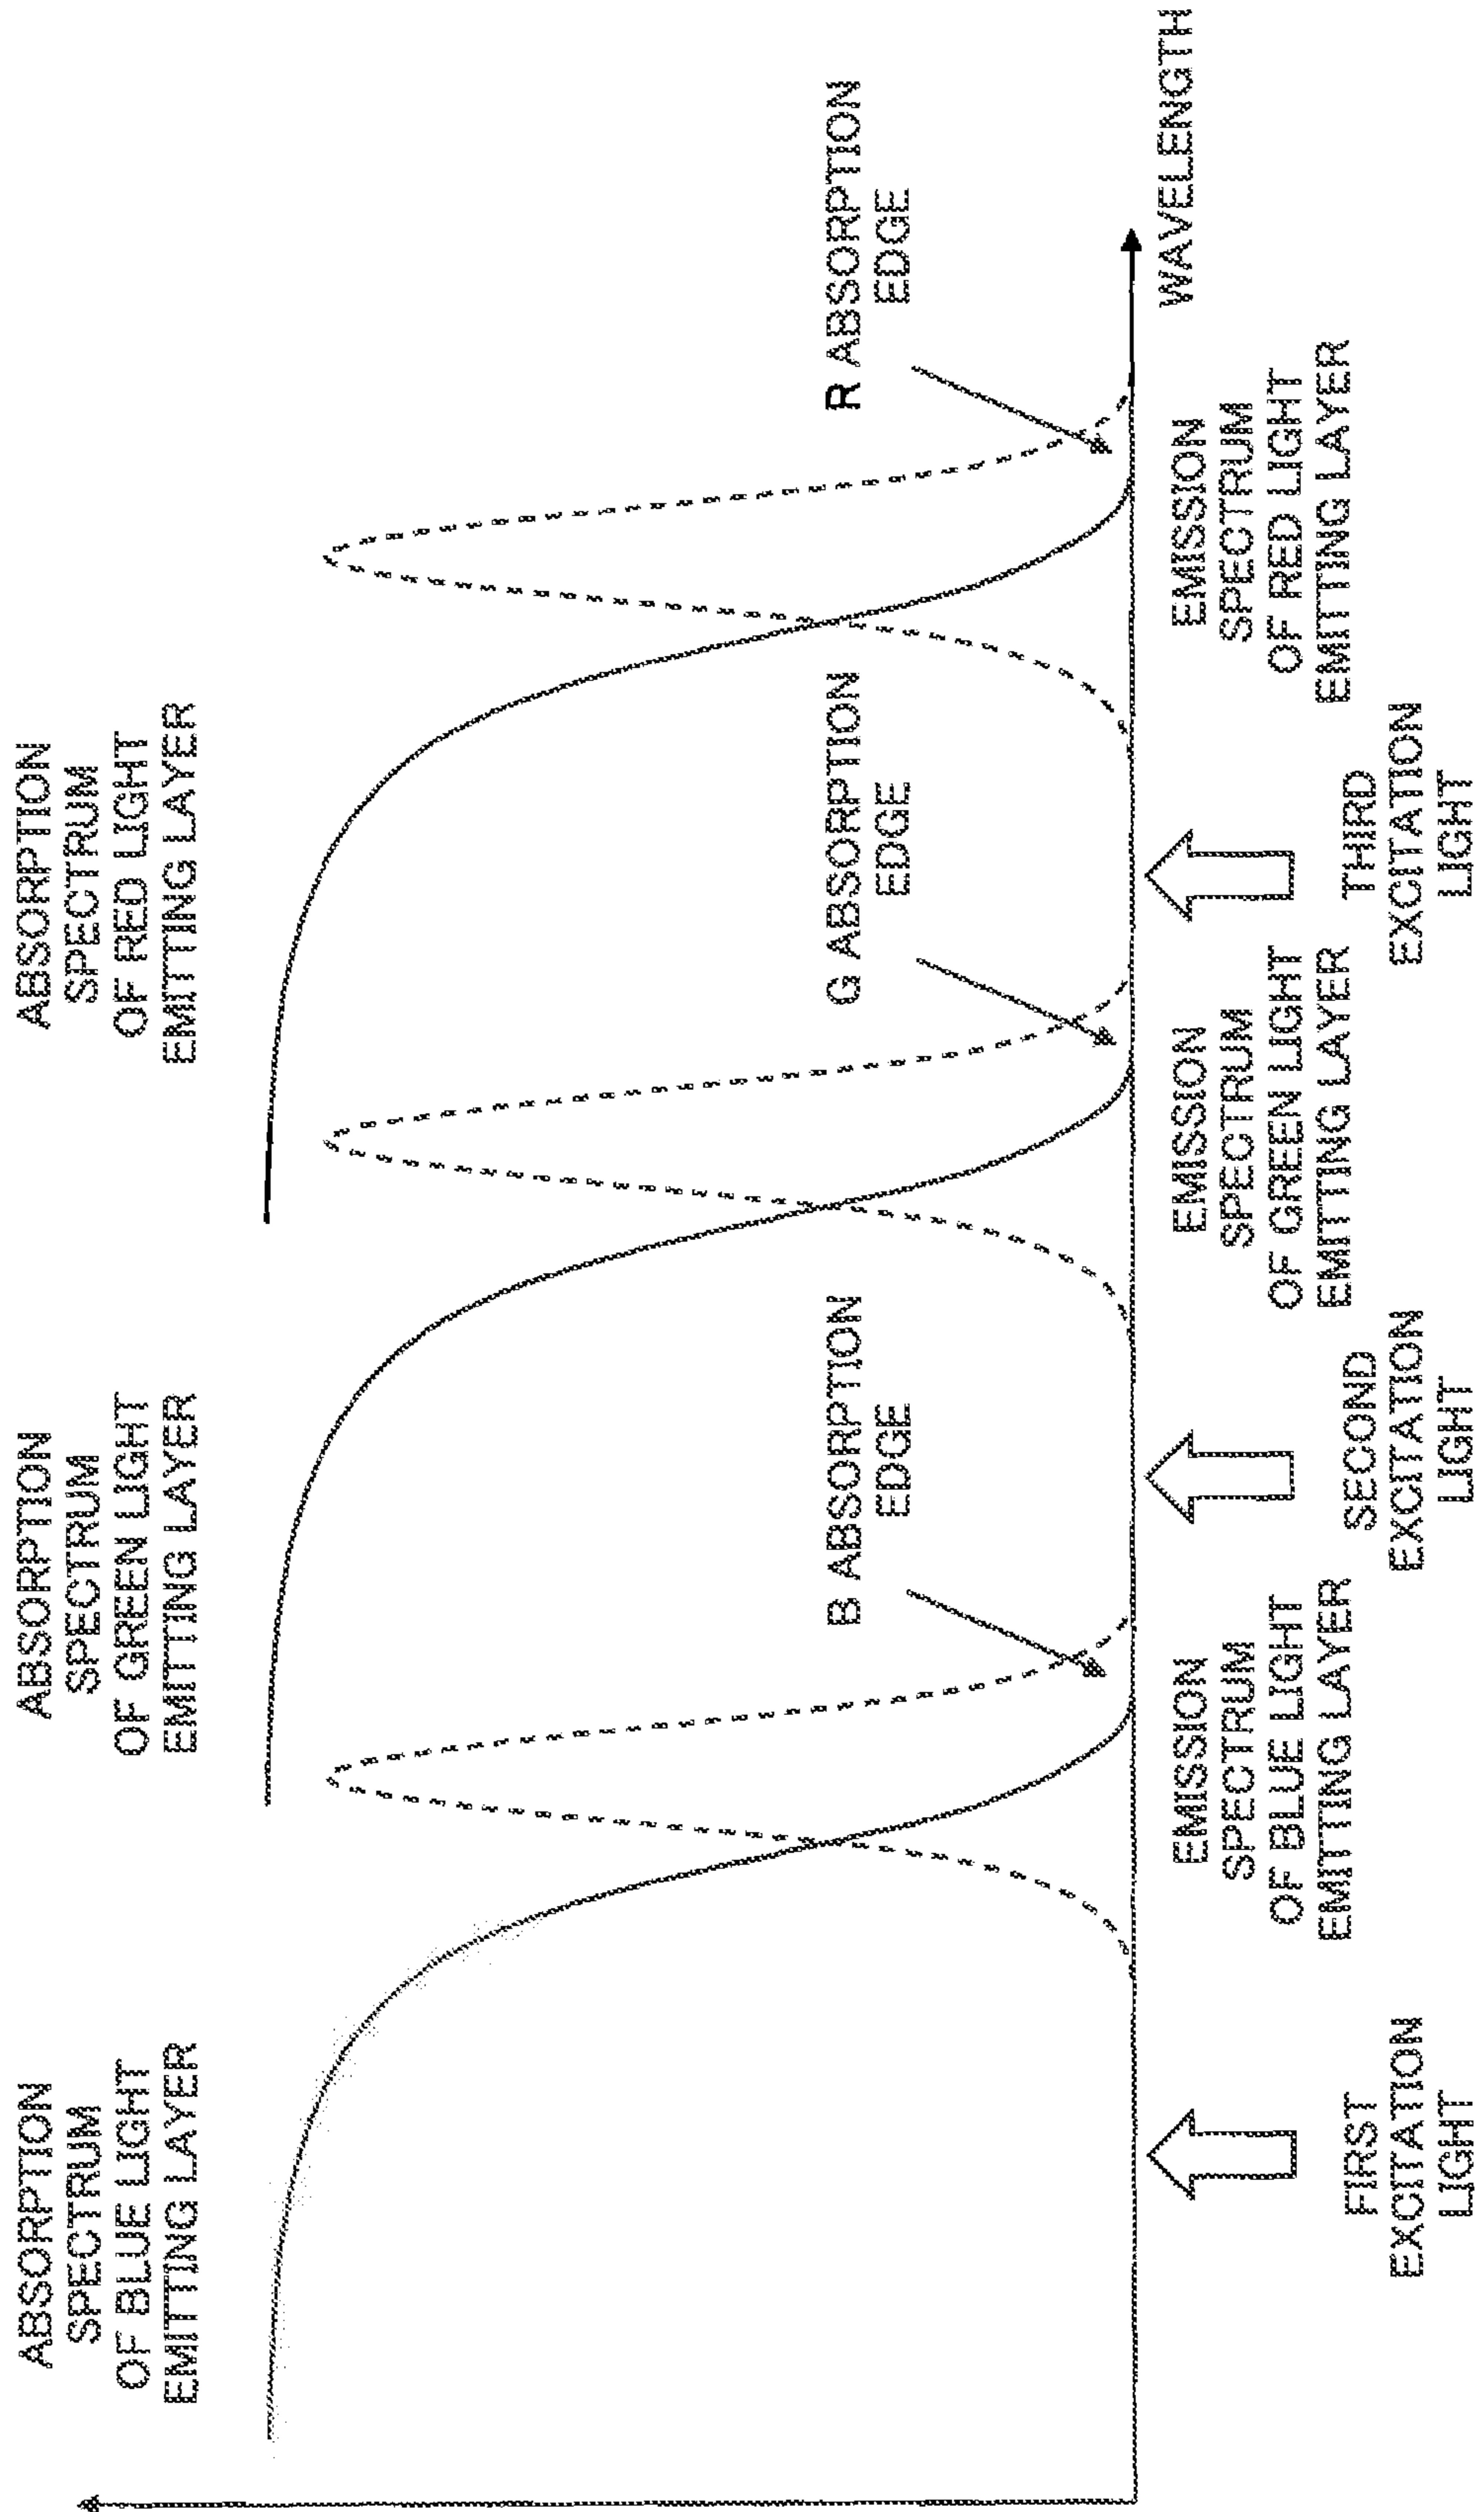 ABSORPTION
SPECTRUM
OF BLUE LIGHT
EMITTING LAYER
ABSORPTION
SPECTRUM
OF GREEN LIGHT
EMITTING LAYER
ABSORPTION
SPECTRUM
OF RED LIGHT
EMITTING LAYER
B ABSORPTION
EDGE
G ABSORPTION
EDGE
R ABSORPTION
EDGE
WAVELENGTH
EMISSION
SPECTRUM
OF BLUE LIGHT
EMITTING LAYER
EMISSION
SPECTRUM
OF GREEN LIGHT
EMITTING LAYER
EMISSION
SPECTRUM
OF RED LIGHT
EMITTING LAYER
FIRST
EXCITATION
LIGHT
SECOND
EXCITATION
LIGHT
THIRD
EXCITATION
LIGHT